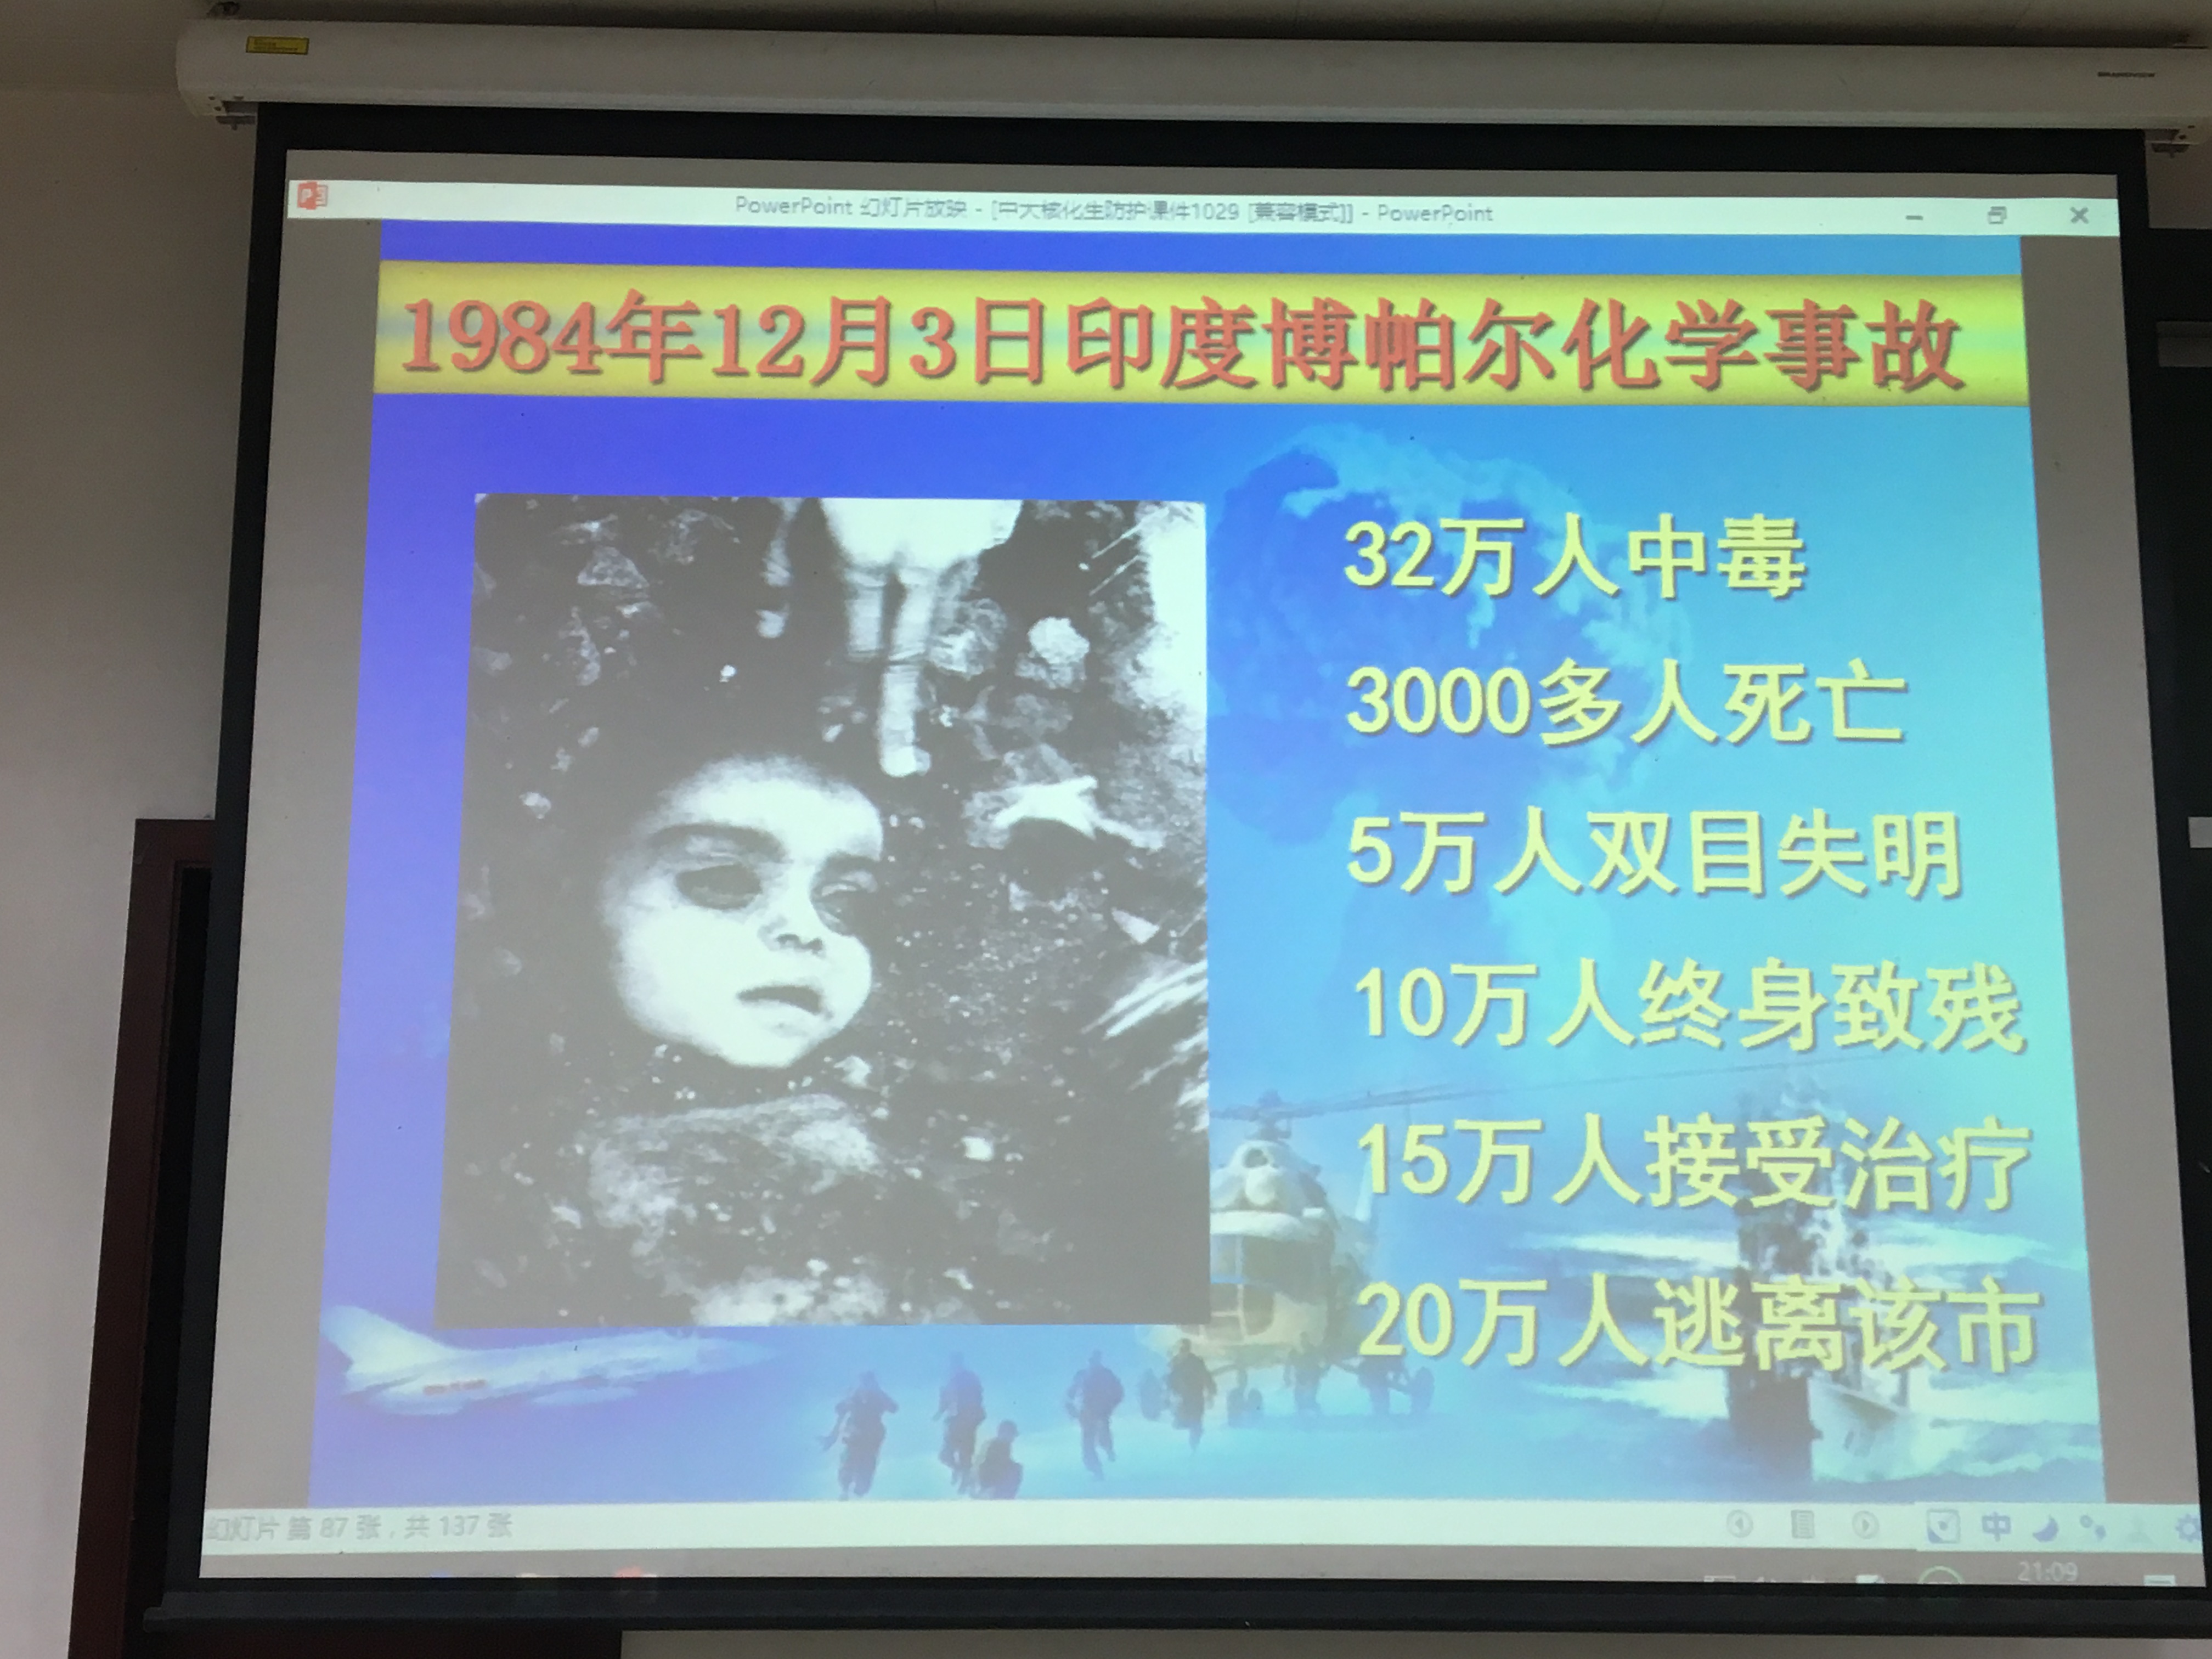 PowerPoint 幻灯片放映 - [中大核化生防护课件1029 [兼容模式]] - PowerPoint
1984年12月3日印度博帕尔化学事故
32万人中毒
3000多人死亡
5万人双目失明
10万人终身致残
15万人接受治疗
20万人逃离该市
幻灯片 第 87 张，共 137 张
中
21:09